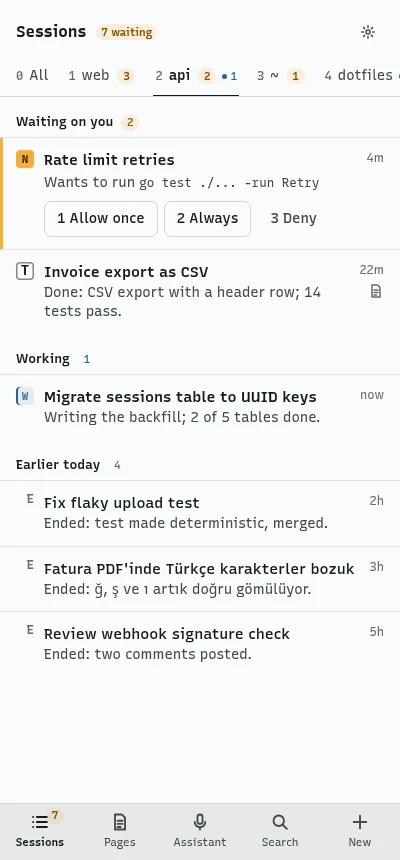 Sessions 7 waiting
0 All 1 web 3 2 api 2 1 3 ~ 1 4 dotfiles
Waiting on you 2
N Rate limit retries 4m
Wants to run go test ./... -run Retry
1 Allow once 2 Always 3 Deny
T Invoice export as CSV 22m
Done: CSV export with a header row; 14
tests pass.
Working 1
W Migrate sessions table to UUID keys now
Writing the backfill; 2 of 5 tables done.
Earlier today 4
E Fix flaky upload test 2h
Ended: test made deterministic, merged.
E Fatura PDF'inde Türkçe karakterler bozuk 3h
Ended: ğ, ş ve ı artık doğru gömülüyor.
E Review webhook signature check 5h
Ended: two comments posted.
7
Sessions Pages Assistant Search New